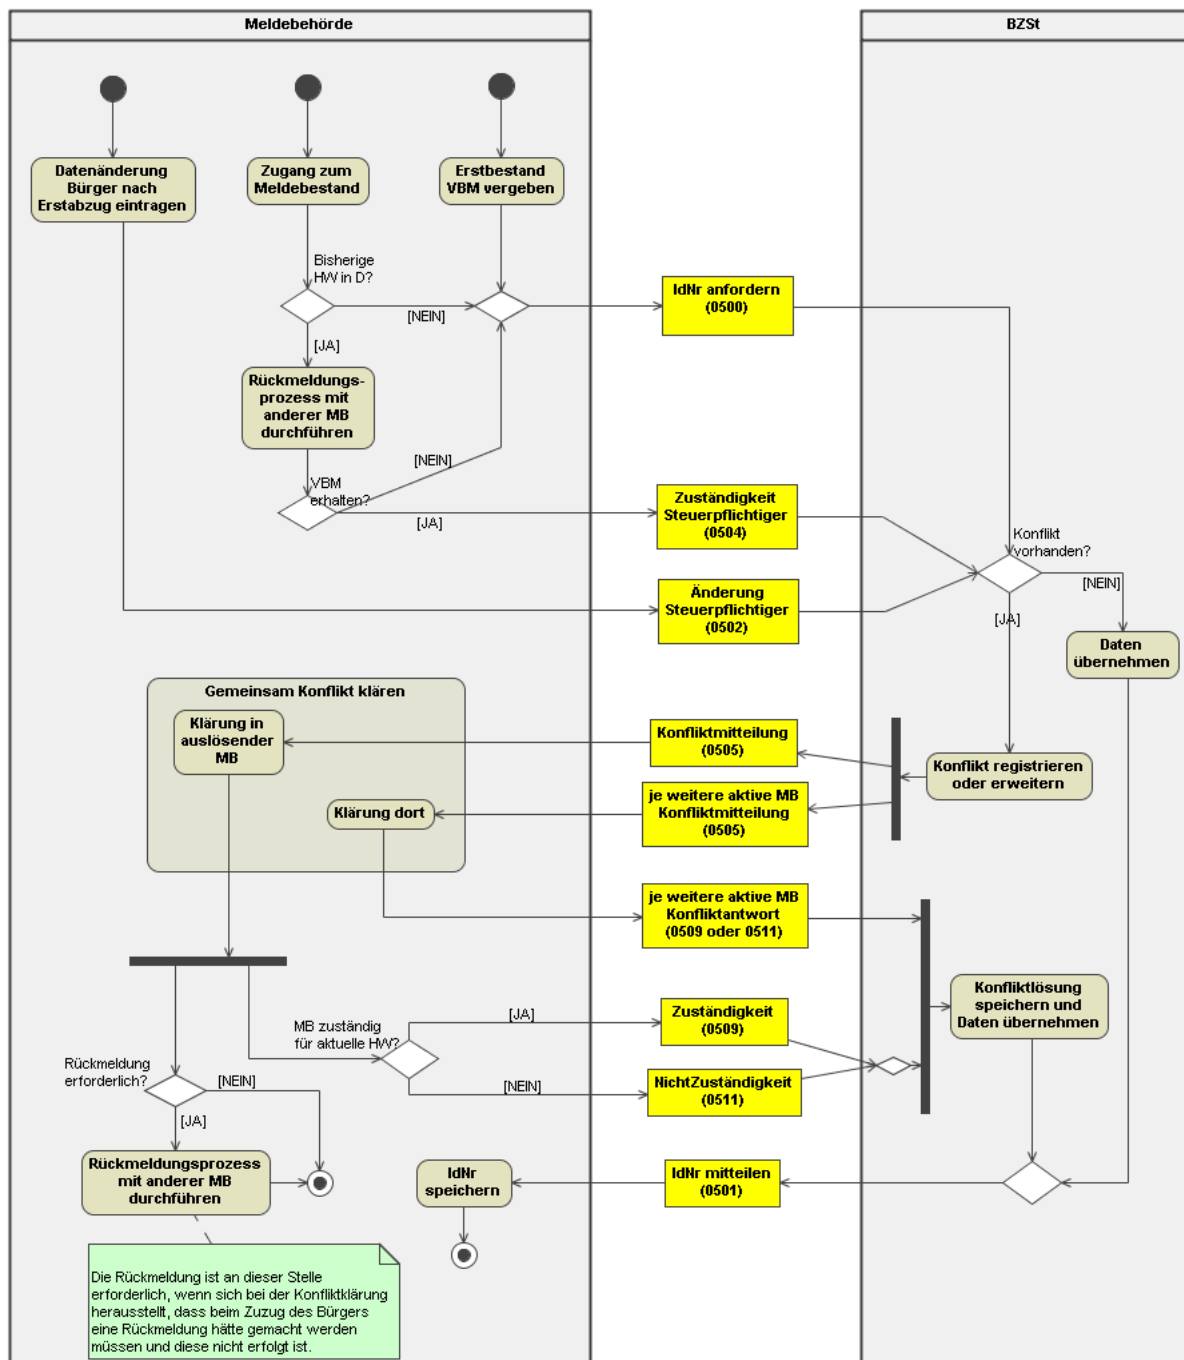 Meldebehörde
BZSt
Datenänderung
Bürger nach
Erstabzug eintragen
Zugang zum
Meldebestand
Erstbestand
VBM vergeben
Bisherige
HW in D?
[NEIN]
[JA]
IdNr anfordern
(0500)
Rückmeldungs-
prozess mit
anderer MB
durchführen
[NEIN]
VBM
erhalten?
[JA]
Zuständigkeit
Steuerpflichtiger
(0504)
Konflikt
vorhanden?
[NEIN]
[JA]
Änderung
Steuerpflichtiger
(0502)
Daten
übernehmen
Gemeinsam Konflikt klären
Klärung in
auslösender
MB
Konfliktmitteilung
(0505)
Konflikt registrieren
oder erweitern
Klärung dort
je weitere aktive MB
Konfliktmitteilung
(0505)
je weitere aktive MB
Konfliktantwort
(0509 oder 0511)
Konfliktlösung
speichern und
Daten übernehmen
MB zuständig
für aktuelle HW?
[JA]
Zuständigkeit
(0509)
[NEIN]
NichtZuständigkeit
(0511)
Rückmeldung
erforderlich?
[NEIN]
[JA]
Rückmeldungsprozess
mit anderer MB
durchführen
IdNr
speichern
IdNr mitteilen
(0501)
Die Rückmeldung ist an dieser Stelle
erforderlich, wenn sich bei der Konfliktklärung
herausstellt, dass beim Zuzug des Bürgers
eine Rückmeldung hätte gemacht werden
müssen und diese nicht erfolgt ist.